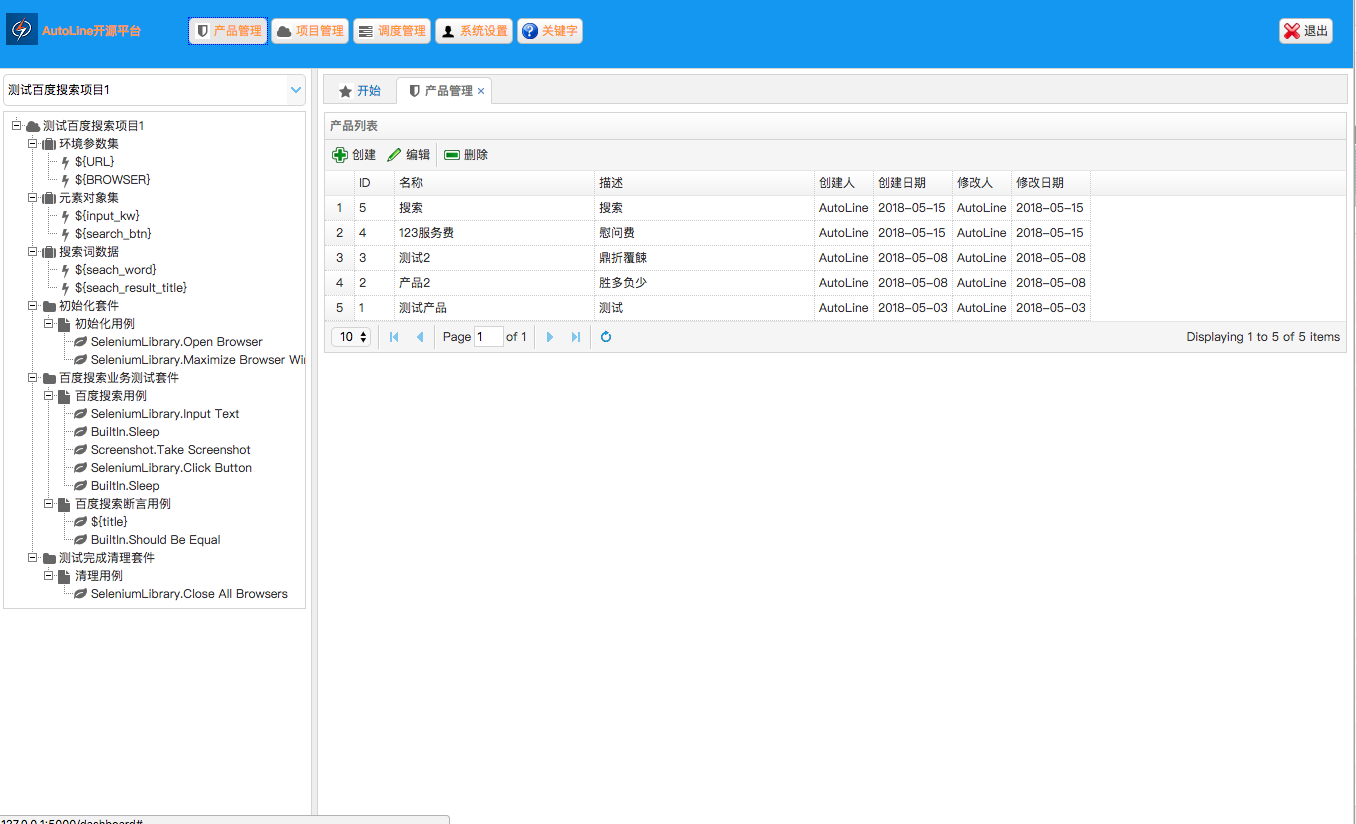 AutoLine开源平台 产品管理 项目管理 调度管理 系统设置 关键字 退出
测试百度搜索项目1
测试百度搜索项目1
环境参数集
${URL}
${BROWSER}
元素对象集
${input_kw}
${search_btn}
搜索词数据
${seach_word}
${seach_result_title}
初始化套件
初始化用例
SeleniumLibrary.Open Browser
SeleniumLibrary.Maximize Browser
百度搜索业务测试套件
百度搜索用例
SeleniumLibrary.Input Text
BuiltIn.Sleep
Screenshot.Take Screenshot
SeleniumLibrary.Click Button
BuiltIn.Sleep
百度搜索断言用例
${title}
BuiltIn.Should Be Equal
测试完成清理套件
清理用例
SeleniumLibrary.Close All Browsers
开始 产品管理 ×
产品列表
创建 编辑 删除
ID 名称 描述 创建人 创建日期 修改人 修改日期
1 5 搜索 搜索 AutoLine 2018-05-15 AutoLine 2018-05-15
2 4 123服务费 慰问费 AutoLine 2018-05-15 AutoLine 2018-05-15
3 3 测试2 鼎折覆餗 AutoLine 2018-05-08 AutoLine 2018-05-08
4 2 产品2 胜多负少 AutoLine 2018-05-08 AutoLine 2018-05-08
5 1 测试产品 测试 AutoLine 2018-05-03 AutoLine 2018-05-03
10 Page 1 of 1 Displaying 1 to 5 of 5 items
127.0.0.1:5000/dashboard#